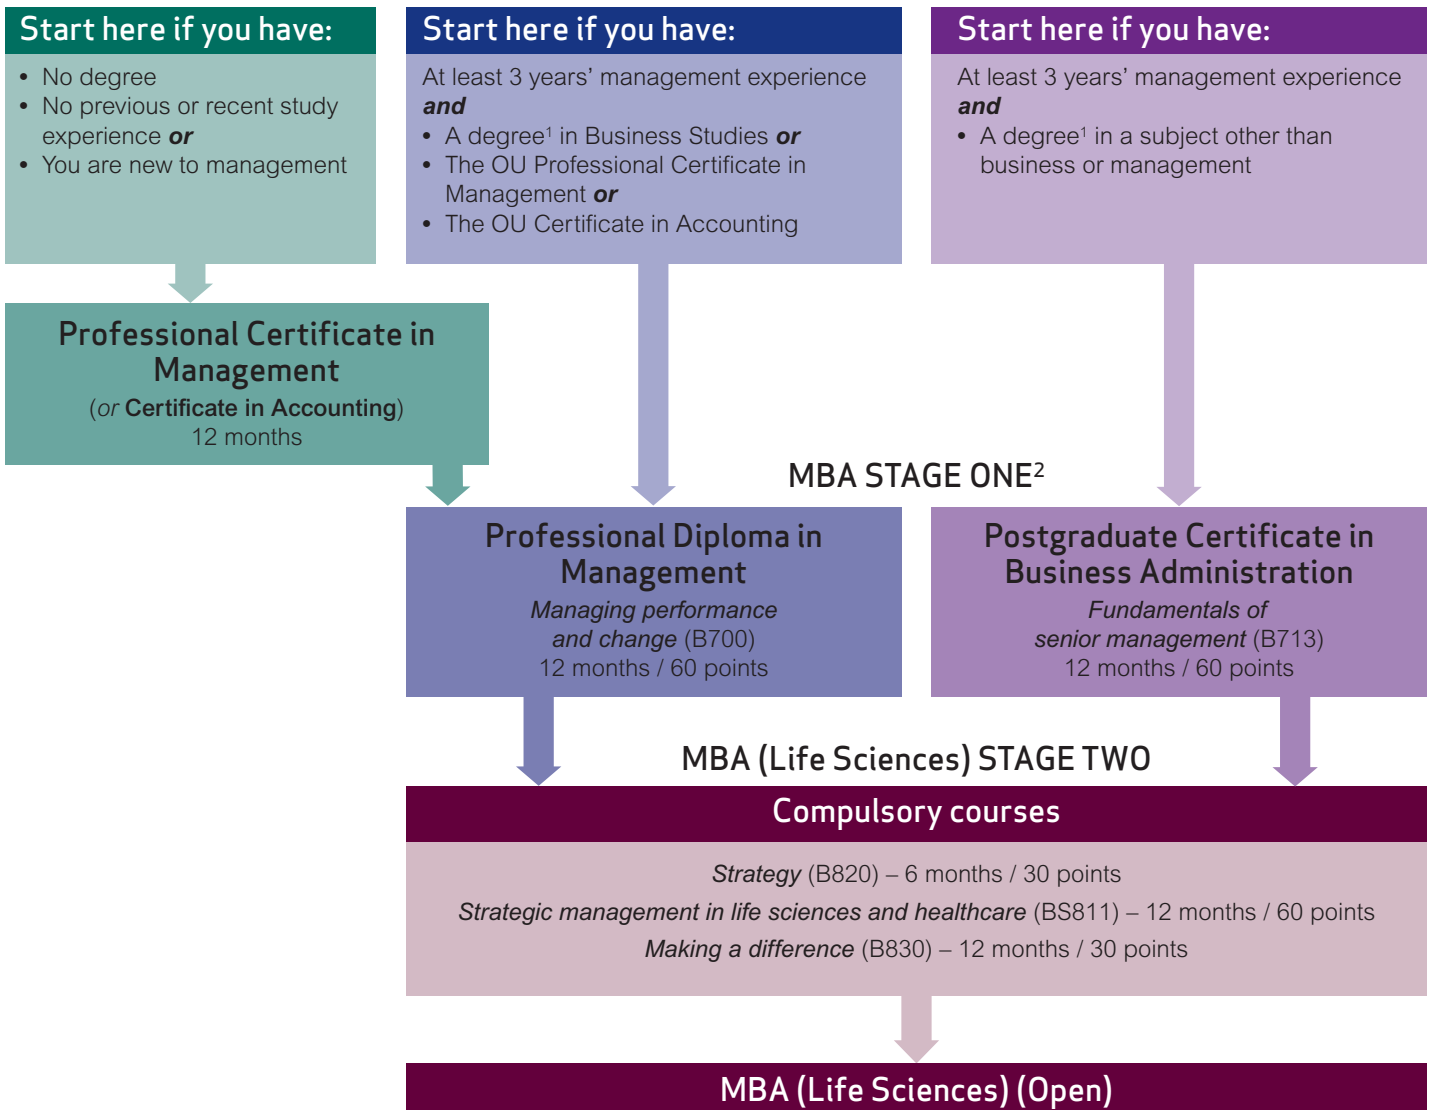 Start here if you have:
• No degree
• No previous or recent study
experience or
• You are new to management
Start here if you have:
At least 3 years’ management experience
and
• A degree¹ in Business Studies or
• The OU Professional Certificate in
Management or
• The OU Certificate in Accounting
Start here if you have:
At least 3 years’ management experience
and
• A degree¹ in a subject other than
business or management
Professional Certificate in
Management
(or Certificate in Accounting)
12 months
MBA STAGE ONE²
Professional Diploma in
Management
Managing performance
and change (B700)
12 months / 60 points
Postgraduate Certificate in
Business Administration
Fundamentals of
senior management (B713)
12 months / 60 points
MBA (Life Sciences) STAGE TWO
Compulsory courses
Strategy (B820) – 6 months / 30 points
Strategic management in life sciences and healthcare (BS811) – 12 months / 60 points
Making a difference (B830) – 12 months / 30 points
MBA (Life Sciences) (Open)